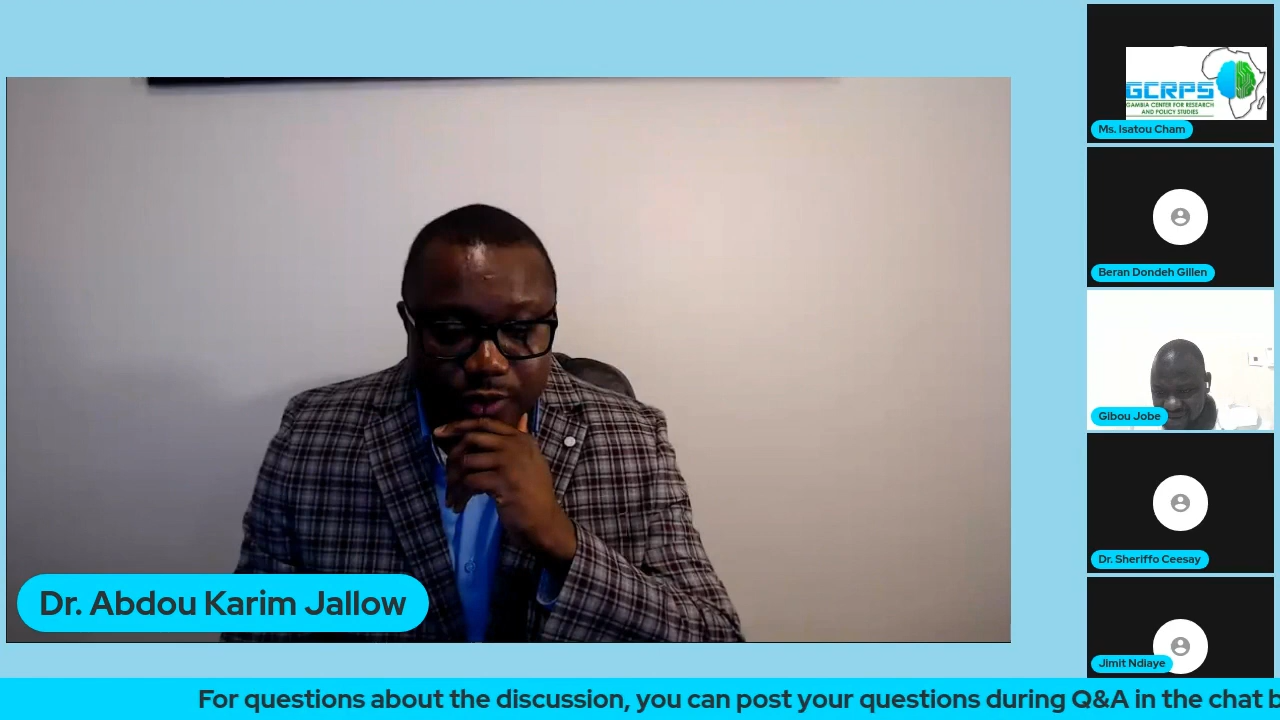 GCRPS
GAMBIA CENTER FOR RESEARCH
AND POLICY STUDIES
Ms. Isatou Cham
Beran Dondeh Gillen
Gibou Jobe
Dr. Sheriffo Ceesay
Jimit Ndiaye
Dr. Abdou Karim Jallow
For questions about the discussion, you can post your questions during Q&A in the chat b